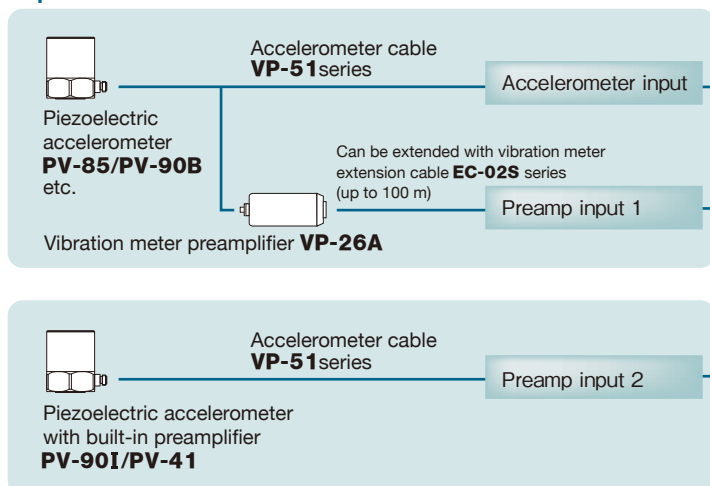 Accelerometer cable
VP-51series
Accelerometer input
Piezoelectric
accelerometer
PV-85/PV-90B
etc.
Can be extended with vibration meter
extension cable EC-02S series
(up to 100 m)
Preamp input 1
Vibration meter preamplifier VP-26A
Accelerometer cable
VP-51series
Preamp input 2
Piezoelectric accelerometer
with built-in preamplifier
PV-90I/PV-41